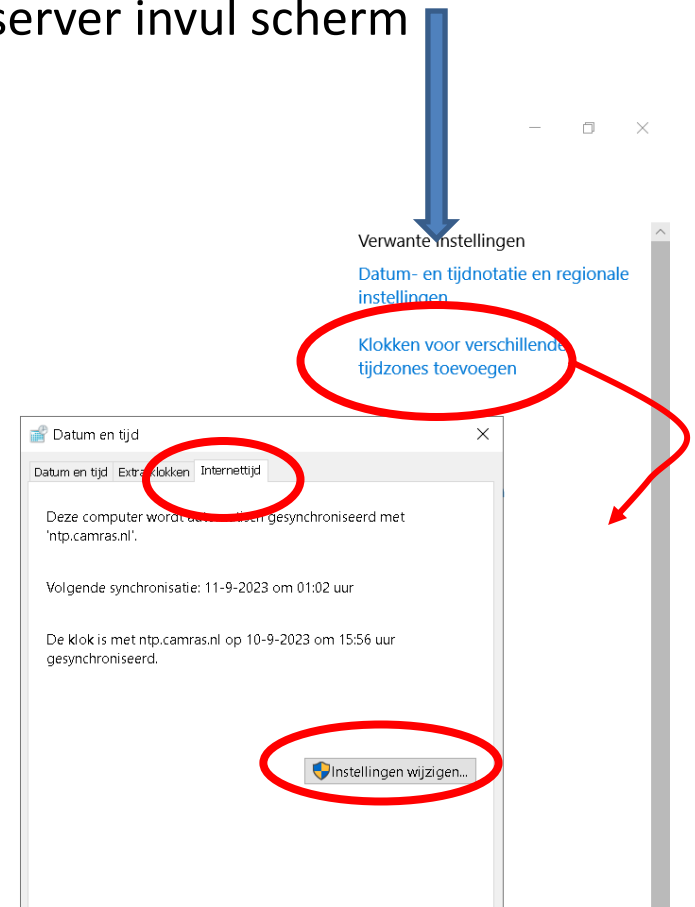 server invul scherm
Verwante instellingen
Datum- en tijdnotatie en regionale
instellingen
Klokken voor verschillende
tijdzones toevoegen
Datum en tijd
Datum en tijd Extra klokken Internettijd
Deze computer wordt automatisch gesynchroniseerd met
'ntp.camras.nl'.
Volgende synchronisatie: 11-9-2023 om 01:02 uur
De klok is met ntp.camras.nl op 10-9-2023 om 15:56 uur
gesynchroniseerd.
Instellingen wijzigen...